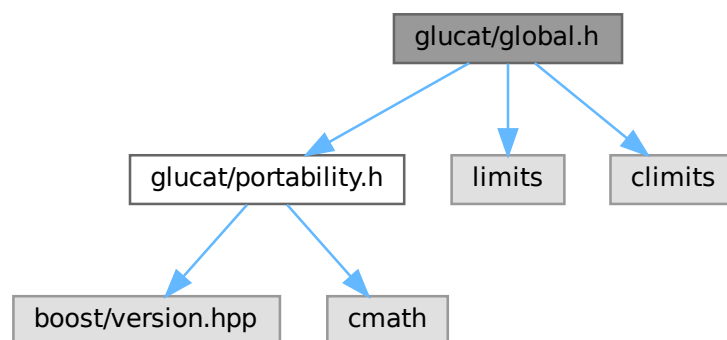 glucat/global.h
glucat/portability.h
limits
climits
boost/version.hpp
cmath